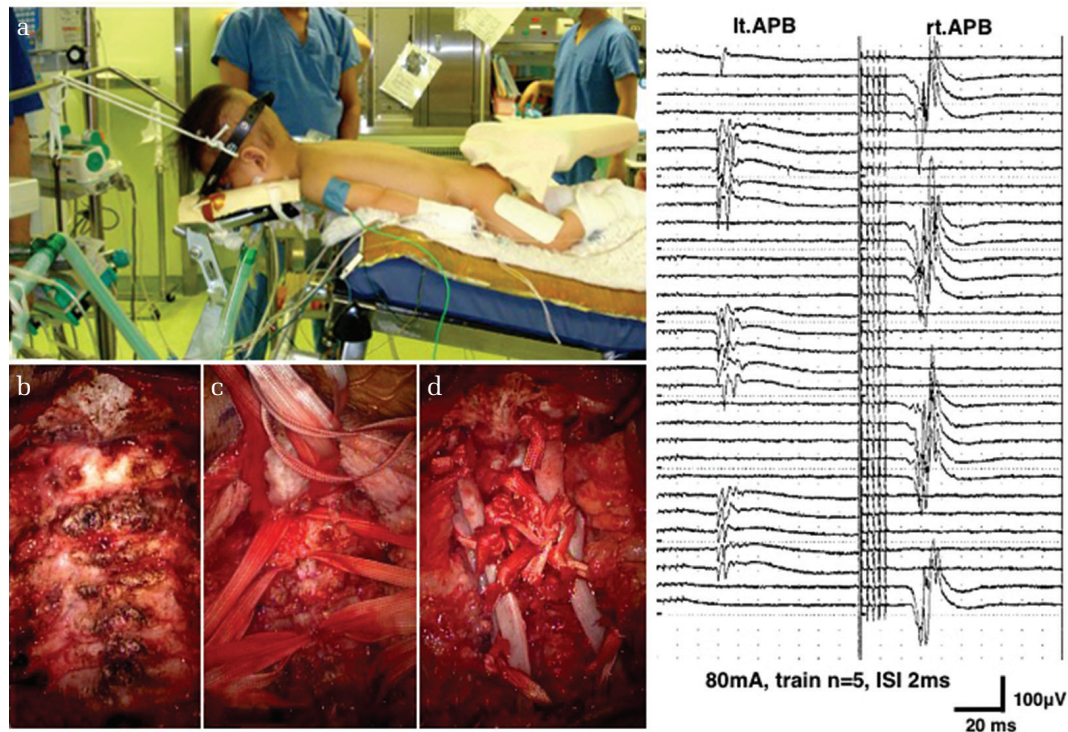 a
lt.APB
rt.APB
b
c
d
80mA, train n=5, ISI 2ms
100µV
20 ms